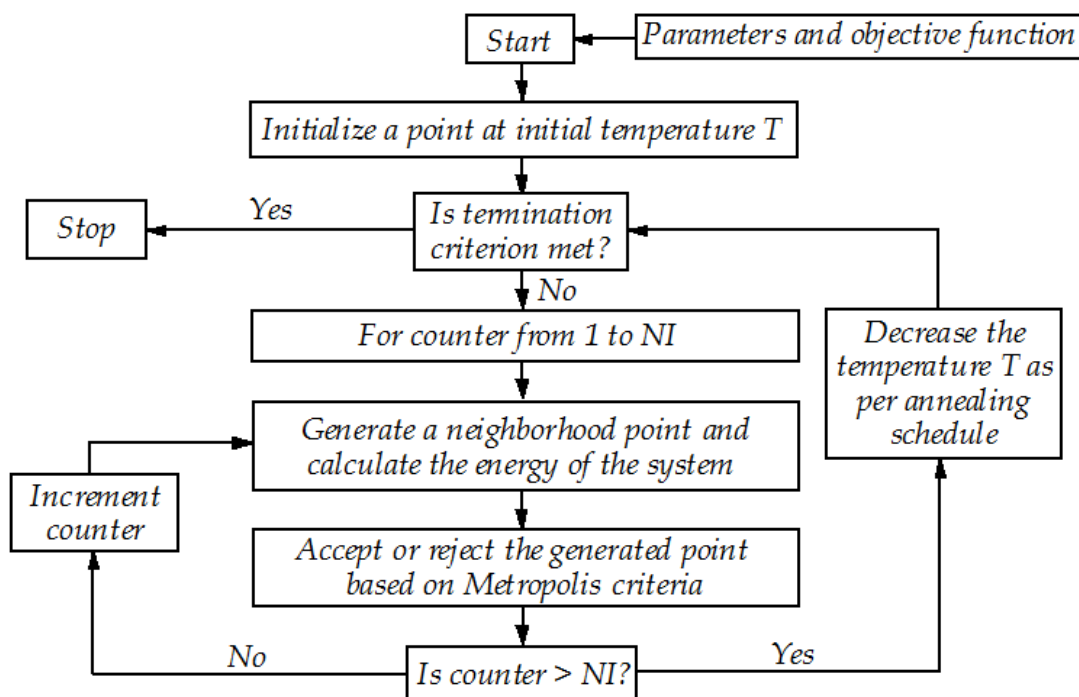 Start
Parameters and objective function
Initialize a point at initial temperature T
Is termination
criterion met?
Yes
Stop
No
For counter from 1 to NI
Decrease the
temperature T as
per annealing
schedule
Generate a neighborhood point and
calculate the energy of the system
Increment
counter
Accept or reject the generated point
based on Metropolis criteria
Is counter > NI?
No
Yes